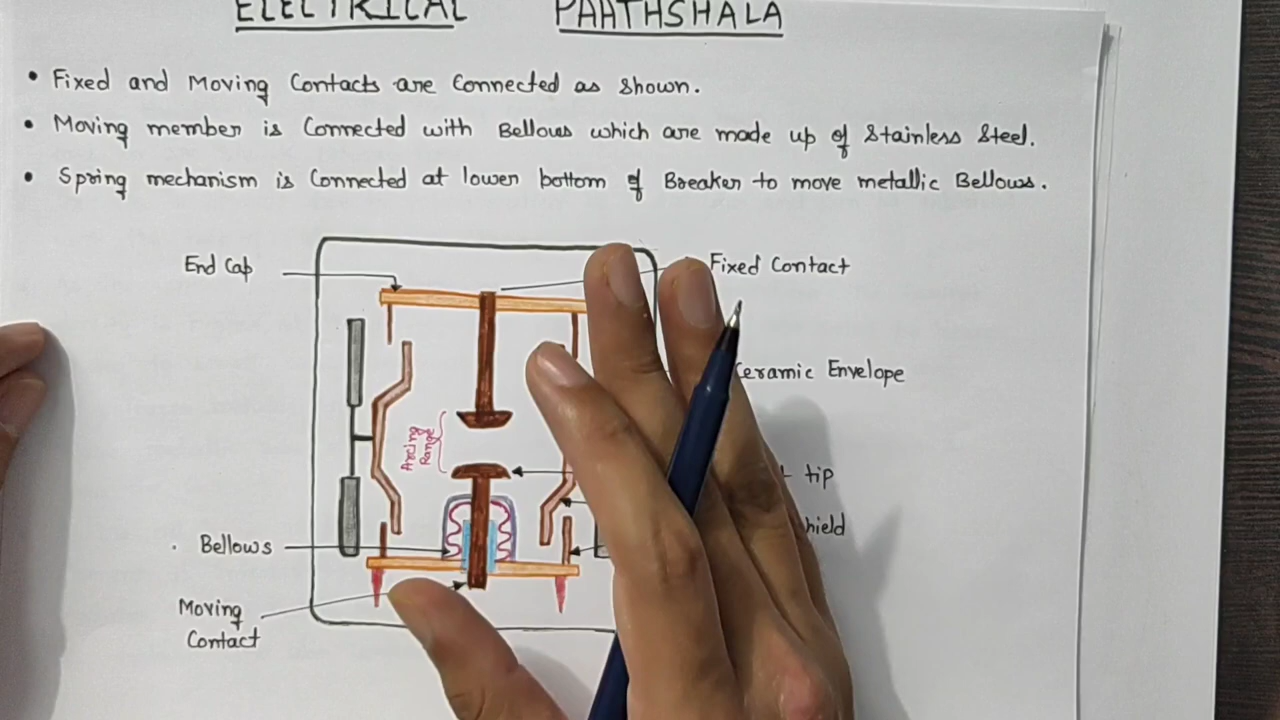 ELECTRICAL PAATHSHALA
• Fixed and Moving Contacts are Connected as shown.
• Moving member is Connected with Bellows which are made up of Stainless Steel.
• Spring mechanism is Connected at lower bottom of Breaker to move metallic Bellows.
End Cap
Fixed Contact
Ceramic Envelope
Arcing
Range
tip
Bellows
Moving
Contact